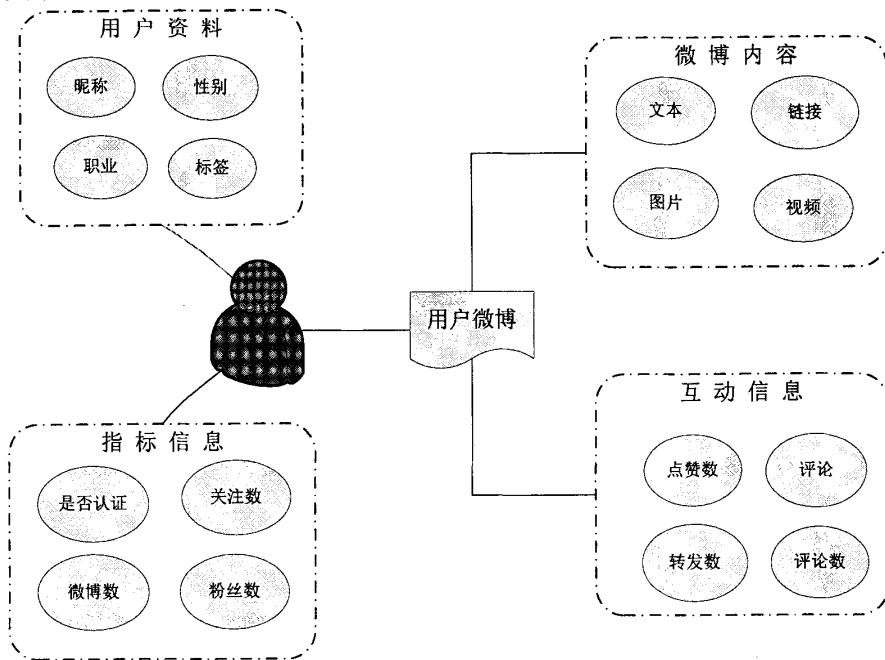 用户资料
昵称 性别
职业 标签
微博内容
文本 链接
图片 视频
用户微博
指标信息
是否认证 关注数
微博数 粉丝数
互动信息
点赞数 评论
转发数 评论数